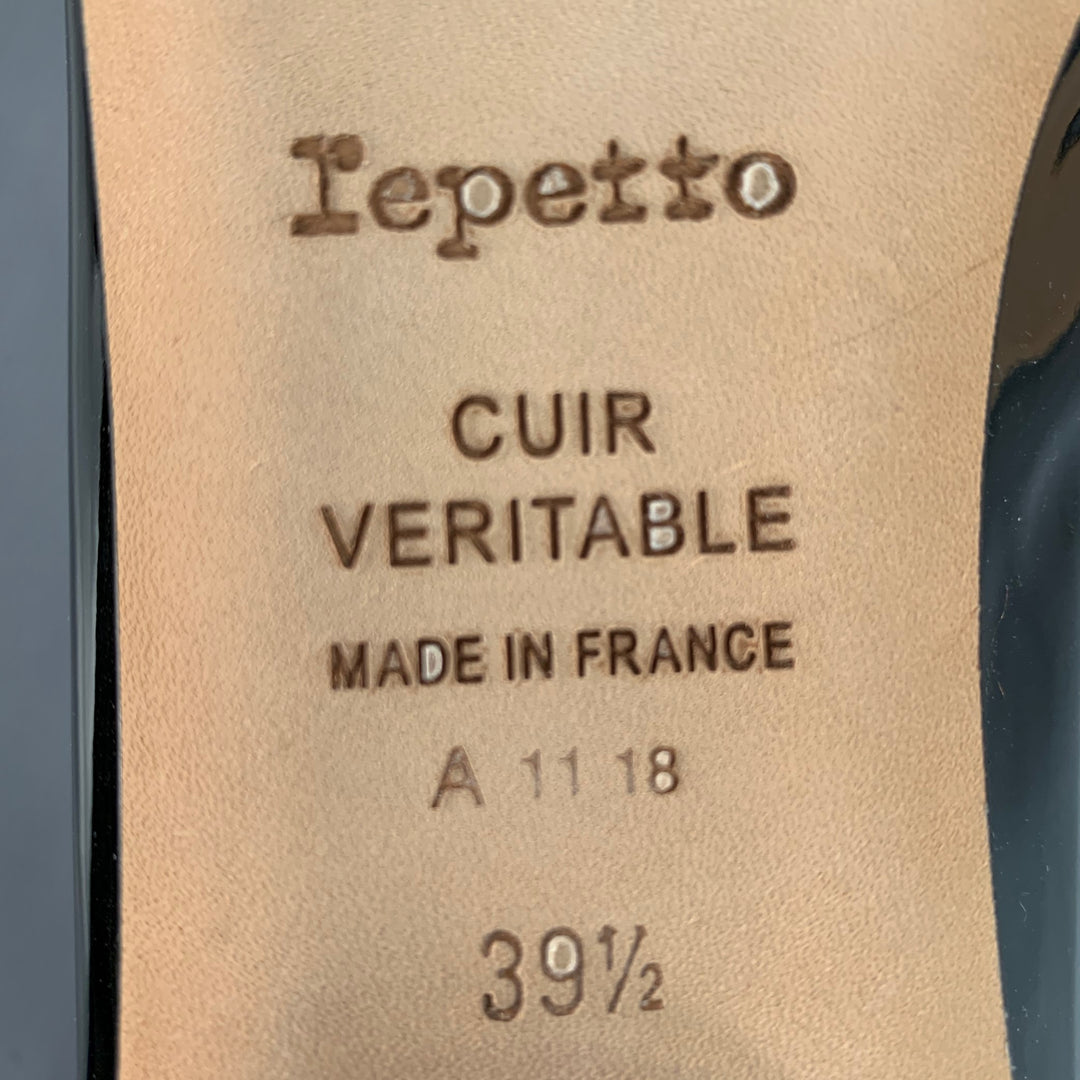 repetto
CUIR
VERITABLE
MADE IN FRANCE
A 11 18
39½